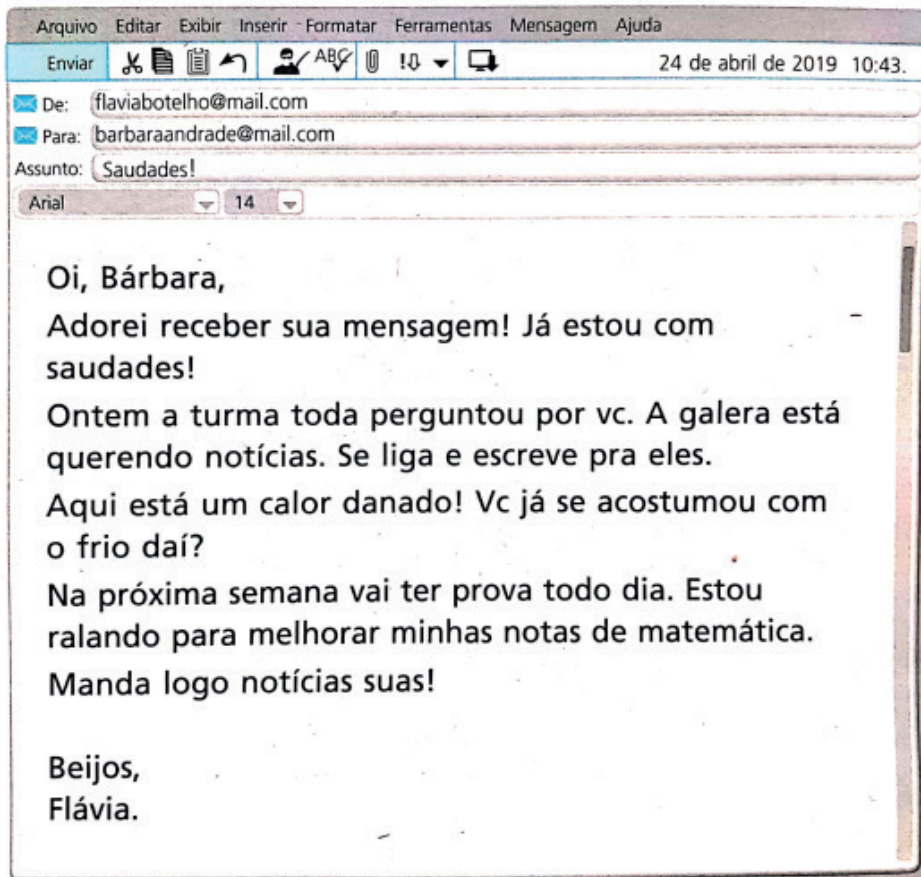 Arquivo Editar Exibir Inserir Formatar Ferramentas Mensagem Ajuda
Enviar ABC 24 de abril de 2019 10:43.
De: flaviabotelho@mail.com
Para: barbaraandrade@mail.com
Assunto: Saudades!
Arial 14
Oi, Bárbara,
Adorei receber sua mensagem! Já estou com
saudades!
Ontem a turma toda perguntou por vc. A galera está
querendo notícias. Se liga e escreve pra eles.
Aqui está um calor danado! Vc já se acostumou com
o frio daí?
Na próxima semana vai ter prova todo dia. Estou
ralando para melhorar minhas notas de matemática.
Manda logo notícias suas!
Beijos,
Flávia.